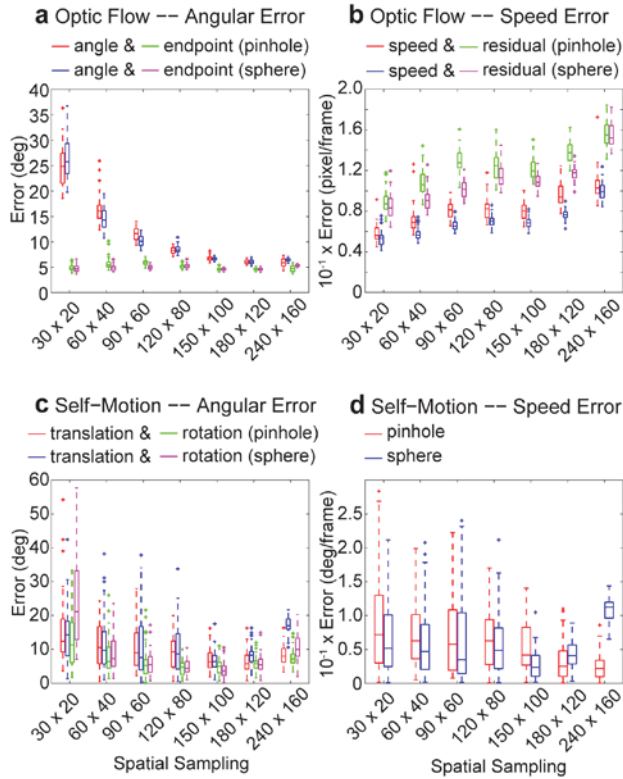 a Optic Flow −− Angular Error
angle & endpoint (pinhole)
angle & endpoint (sphere)
Error (deg)
40
35
30
25
20
15
10
5
0
30 x 20
60 x 40
90 x 60
120 x 80
150 x 100
180 x 120
240 x 160
b Optic Flow −− Speed Error
speed & residual (pinhole)
speed & residual (sphere)
10⁻¹ x Error (pixel/frame)
2.0
1.6
1.2
0.8
0.4
0
30 x 20
60 x 40
90 x 60
120 x 80
150 x 100
180 x 120
240 x 160
c Self−Motion −− Angular Error
translation & rotation (pinhole)
translation & rotation (sphere)
Error (deg)
60
50
40
30
20
10
0
30 x 20
60 x 40
90 x 60
120 x 80
150 x 100
180 x 120
240 x 160
Spatial Sampling
d Self−Motion −− Speed Error
pinhole
sphere
10⁻¹ x Error (deg/frame)
2.5
2
1.5
1
0.5
0
30 x 20
60 x 40
90 x 60
120 x 80
150 x 100
180 x 120
240 x 160
Spatial Sampling